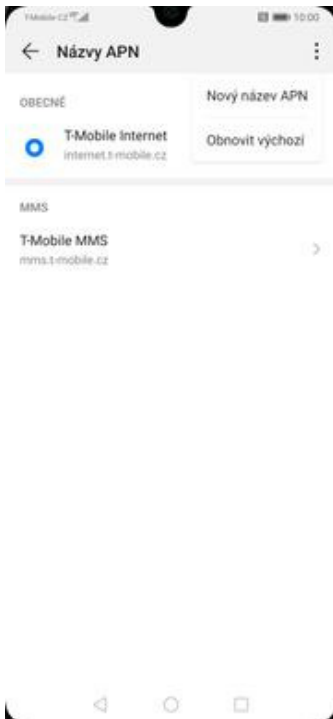 T-Mobile CZ 10:00
Názvy APN
Nový název APN
OBECNÉ
T-Mobile Internet
internet.t-mobile.cz
Obnovit výchozí
MMS
T-Mobile MMS
mms.t-mobile.cz